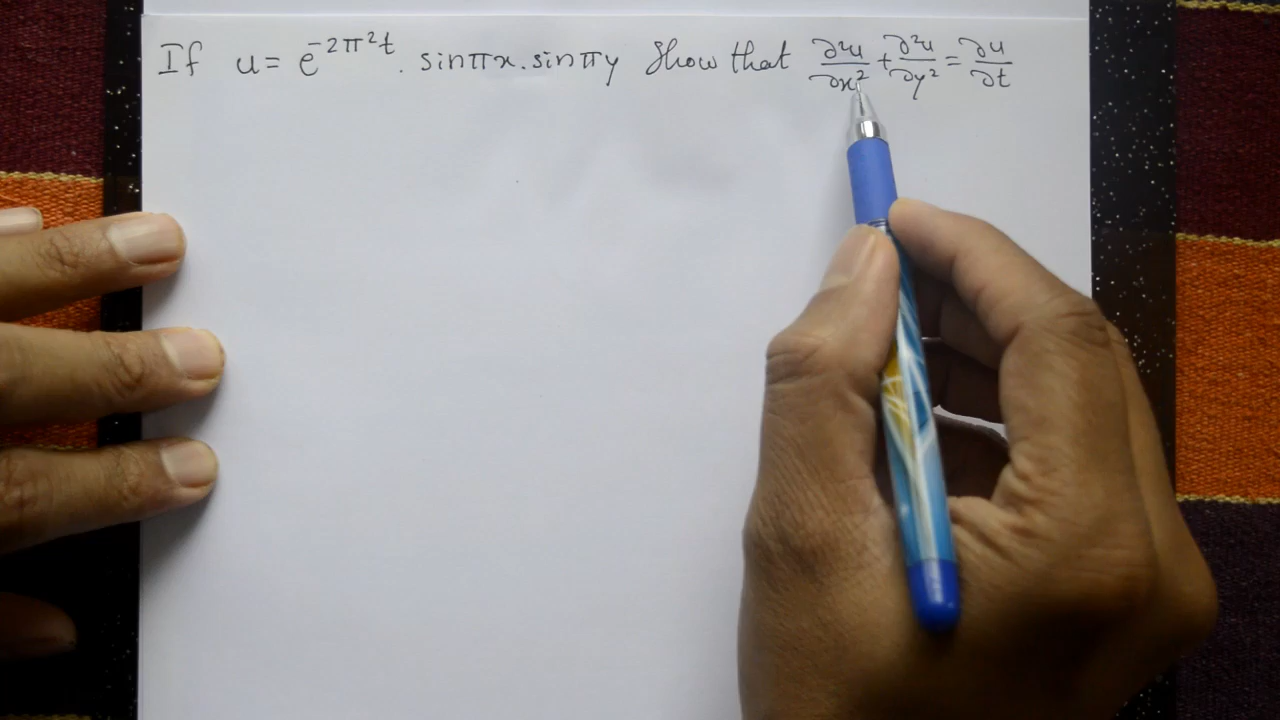 If u = e^{-2π²t} . sinπx . sinπy Show that ∂²u/∂x² + ∂²u/∂y² = ∂u/∂t